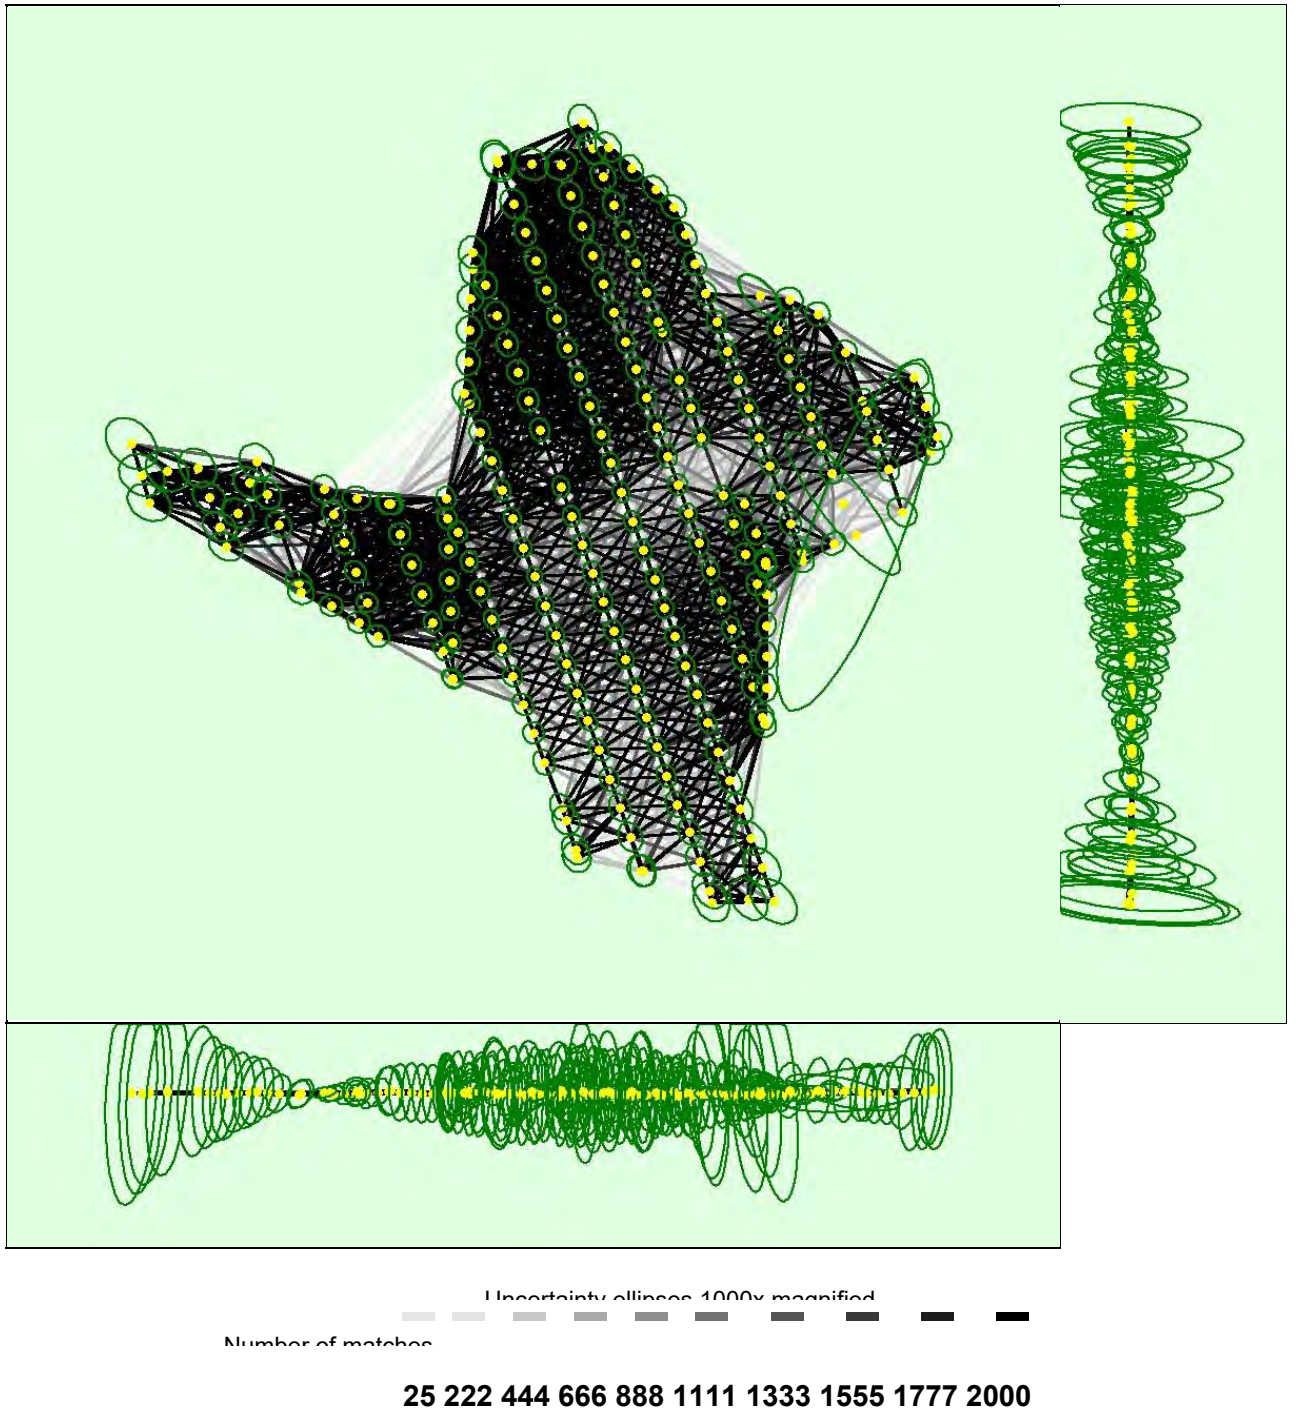 Uncertainty ellipses 1000x magnified
Number of matches
25 222 444 666 888 1111 1333 1555 1777 2000